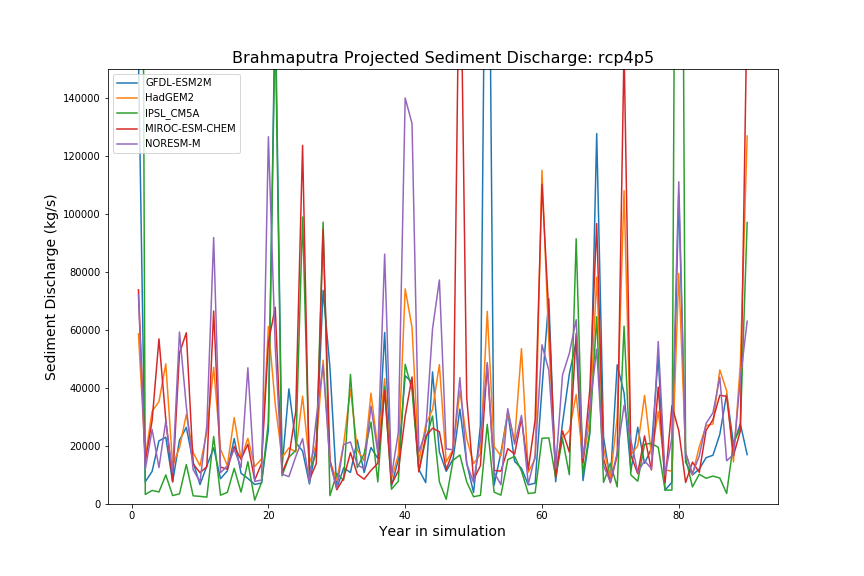 Brahmaputra Projected Sediment Discharge: rcp4p5
GFDL-ESM2M
HadGEM2
IPSL_CM5A
MIROC-ESM-CHEM
NORESM-M
140000
120000
100000
80000
60000
40000
20000
0
Sediment Discharge (kg/s)
0 20 40 60 80
Year in simulation